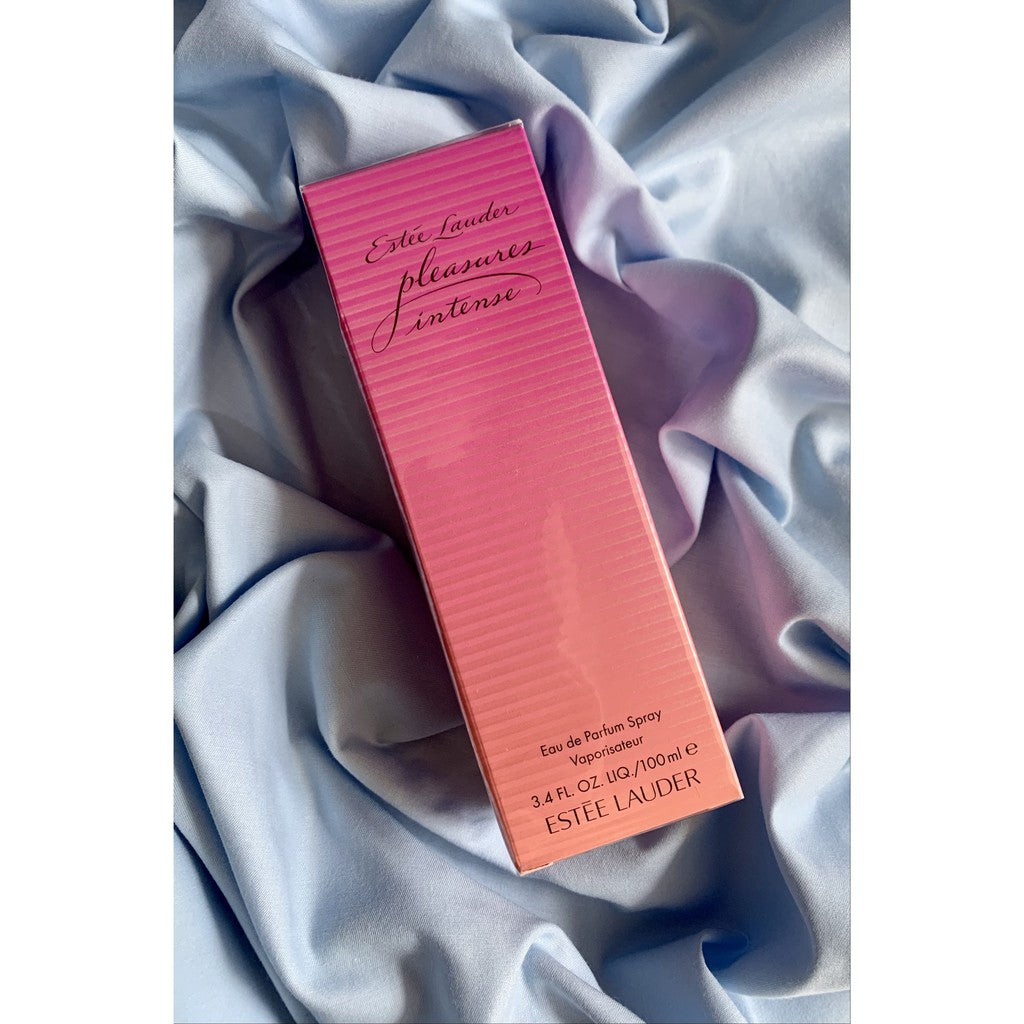 Estée Lauder
pleasures
intense
Eau de Parfum Spray
Vaporisateur
3.4 FL. OZ. LIQ./100 ml ℮
ESTĒE LAUDER